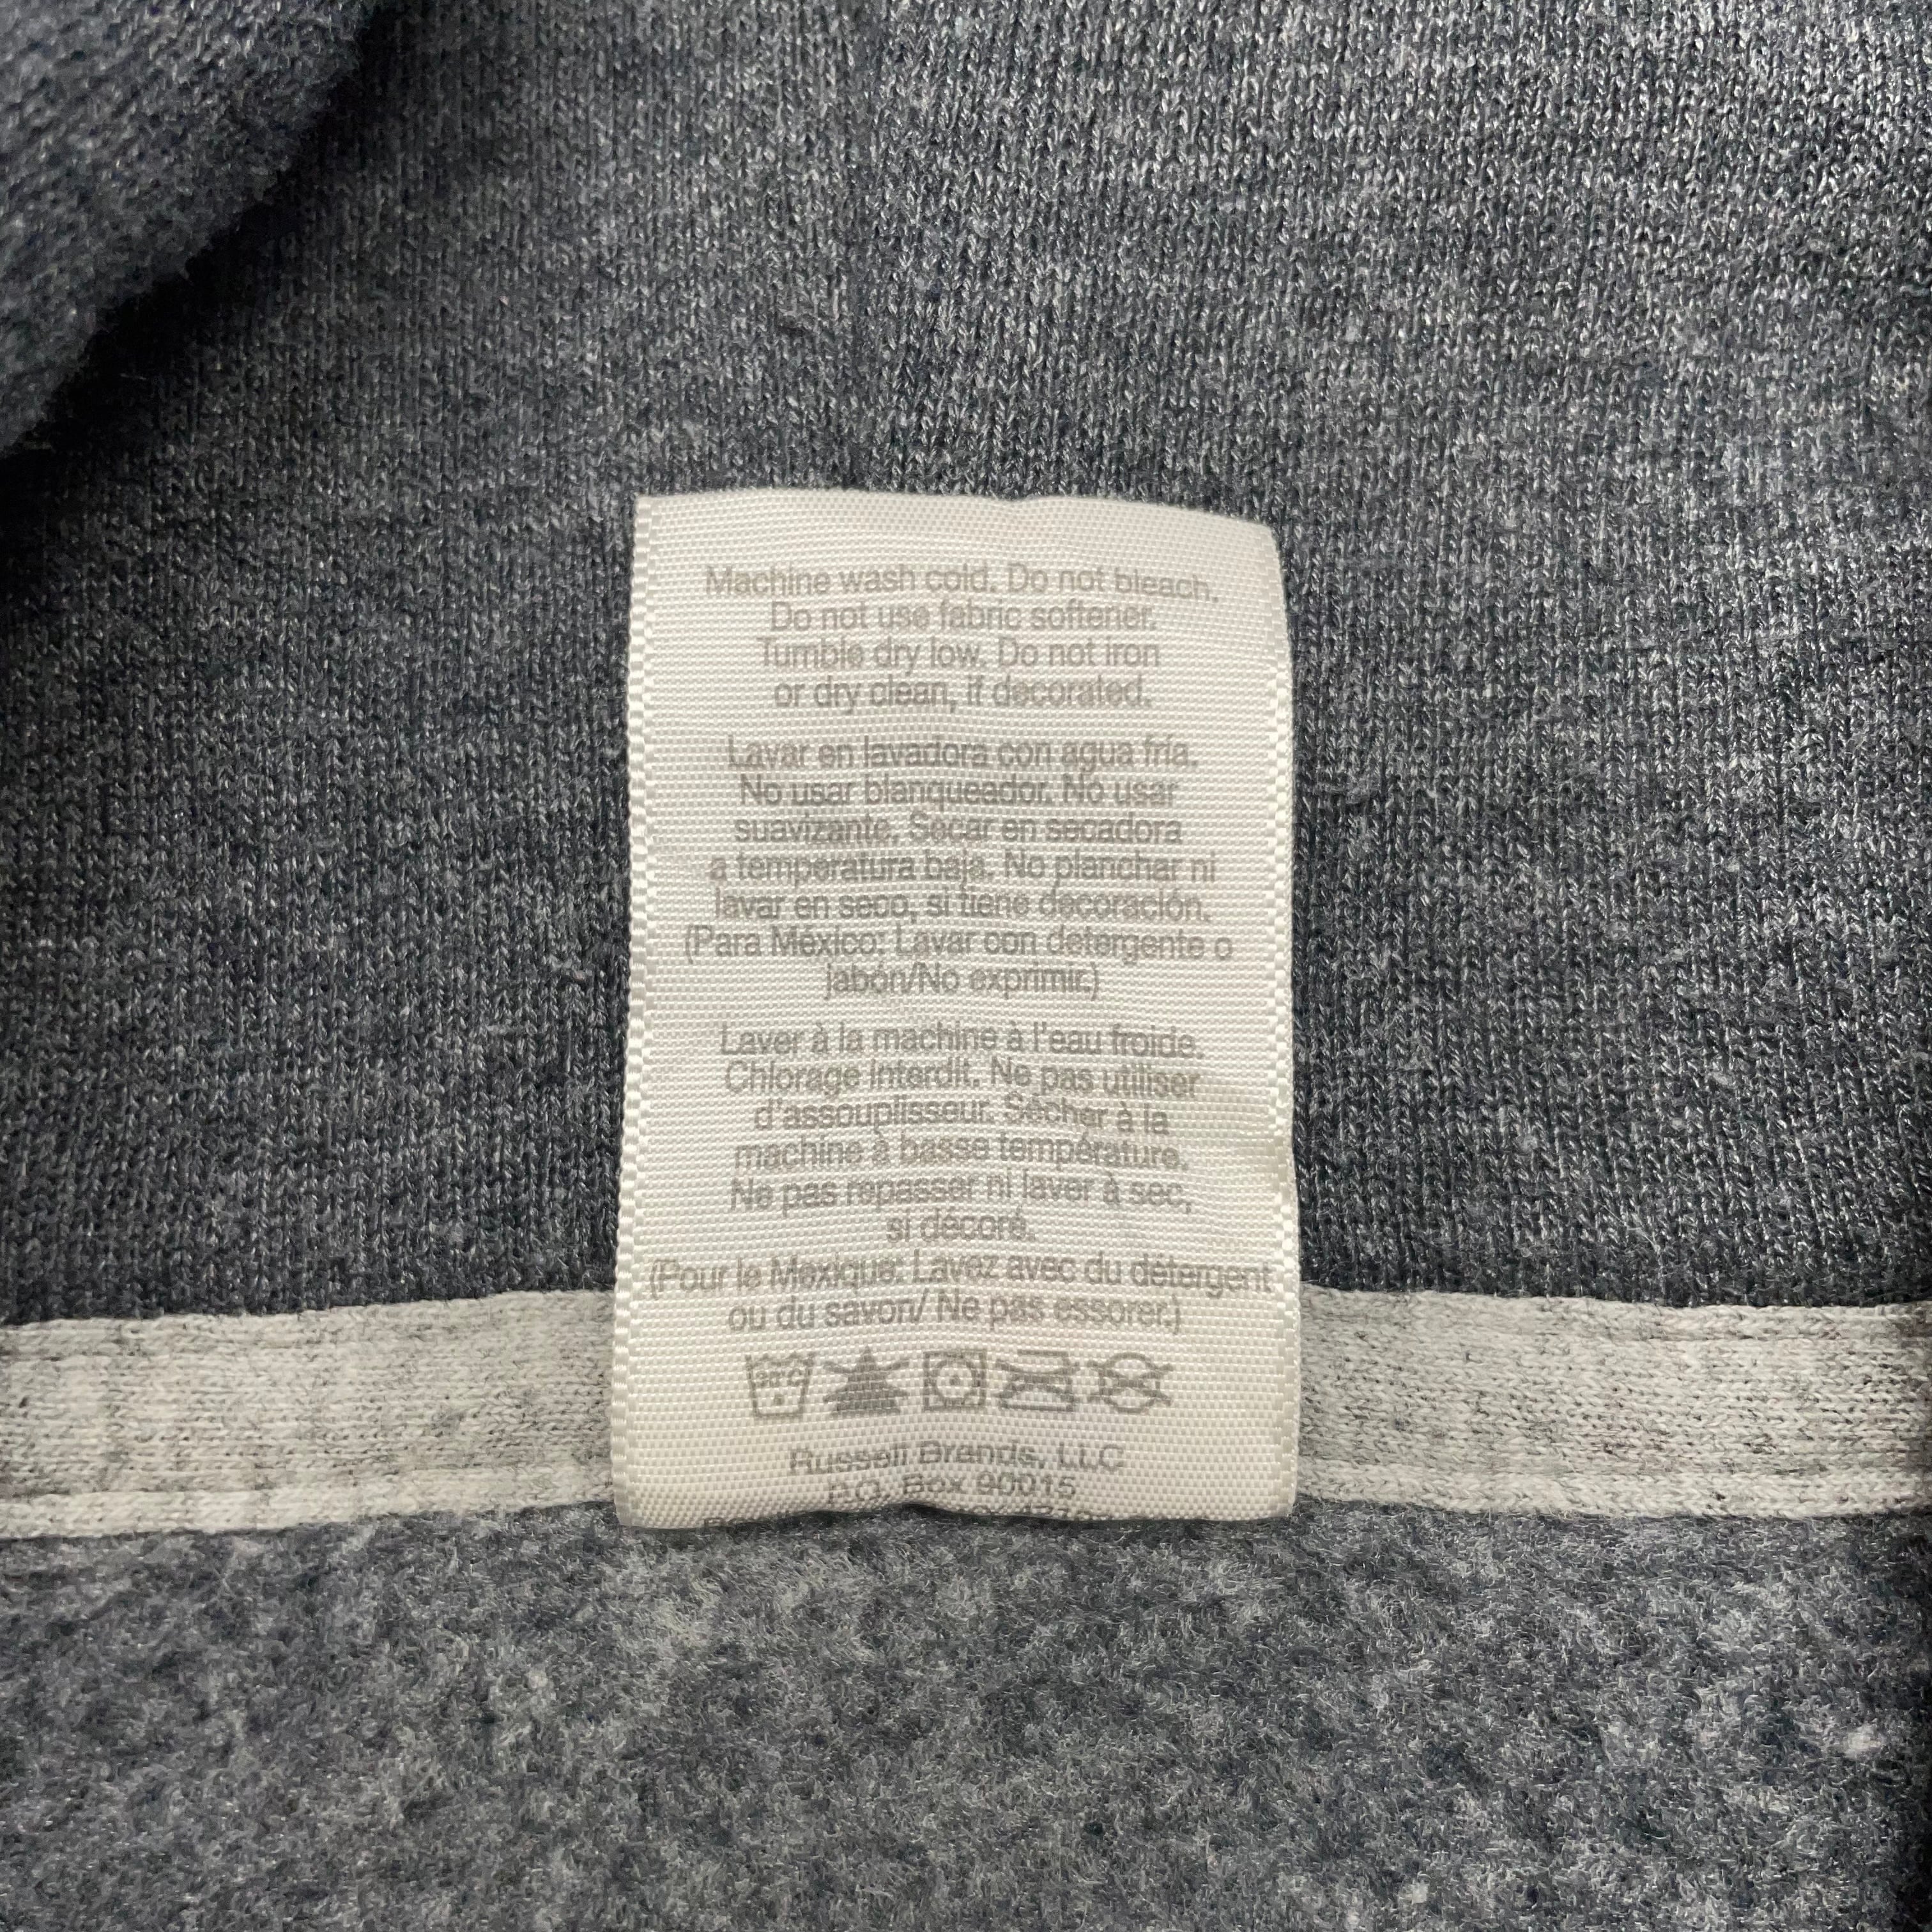 Machine wash cold. Do not bleach.
Do not use fabric softener.
Tumble dry low. Do not iron
or dry clean, if decorated.
Lavar en lavadora con agua fría.
No usar blanqueador. No usar
suavizante. Secar en secadora
a temperatura baja. No planchar ni
lavar en seco, si tiene decoración.
(Para México: Lavar con detergente o
jabón/No exprimir.)
Laver à la machine à l'eau froide.
Chlorage interdit. Ne pas utiliser
d'assouplisseur. Sécher à la
machine à basse température.
Ne pas repasser ni laver à sec,
si décoré.
(Pour le Mexique: Lavez avec du détergent
ou du savon/ Ne pas essorer.)
30°C
Russell Brands, LLC
P.O. Box 90015